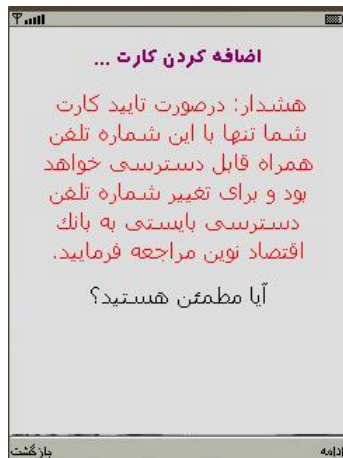 اضافه کردن کارت ...
هشدار: درصورت تایید کارت
شما تنها با این شماره تلفن
همراه قابل دسترسی خواهد
بود و برای تغییر شماره تلفن
دسترسی بایستی به بانك
اقتصاد نوین مراجعه فرمایید.
آیا مطمئن هستید؟
ادامه
بازگشت